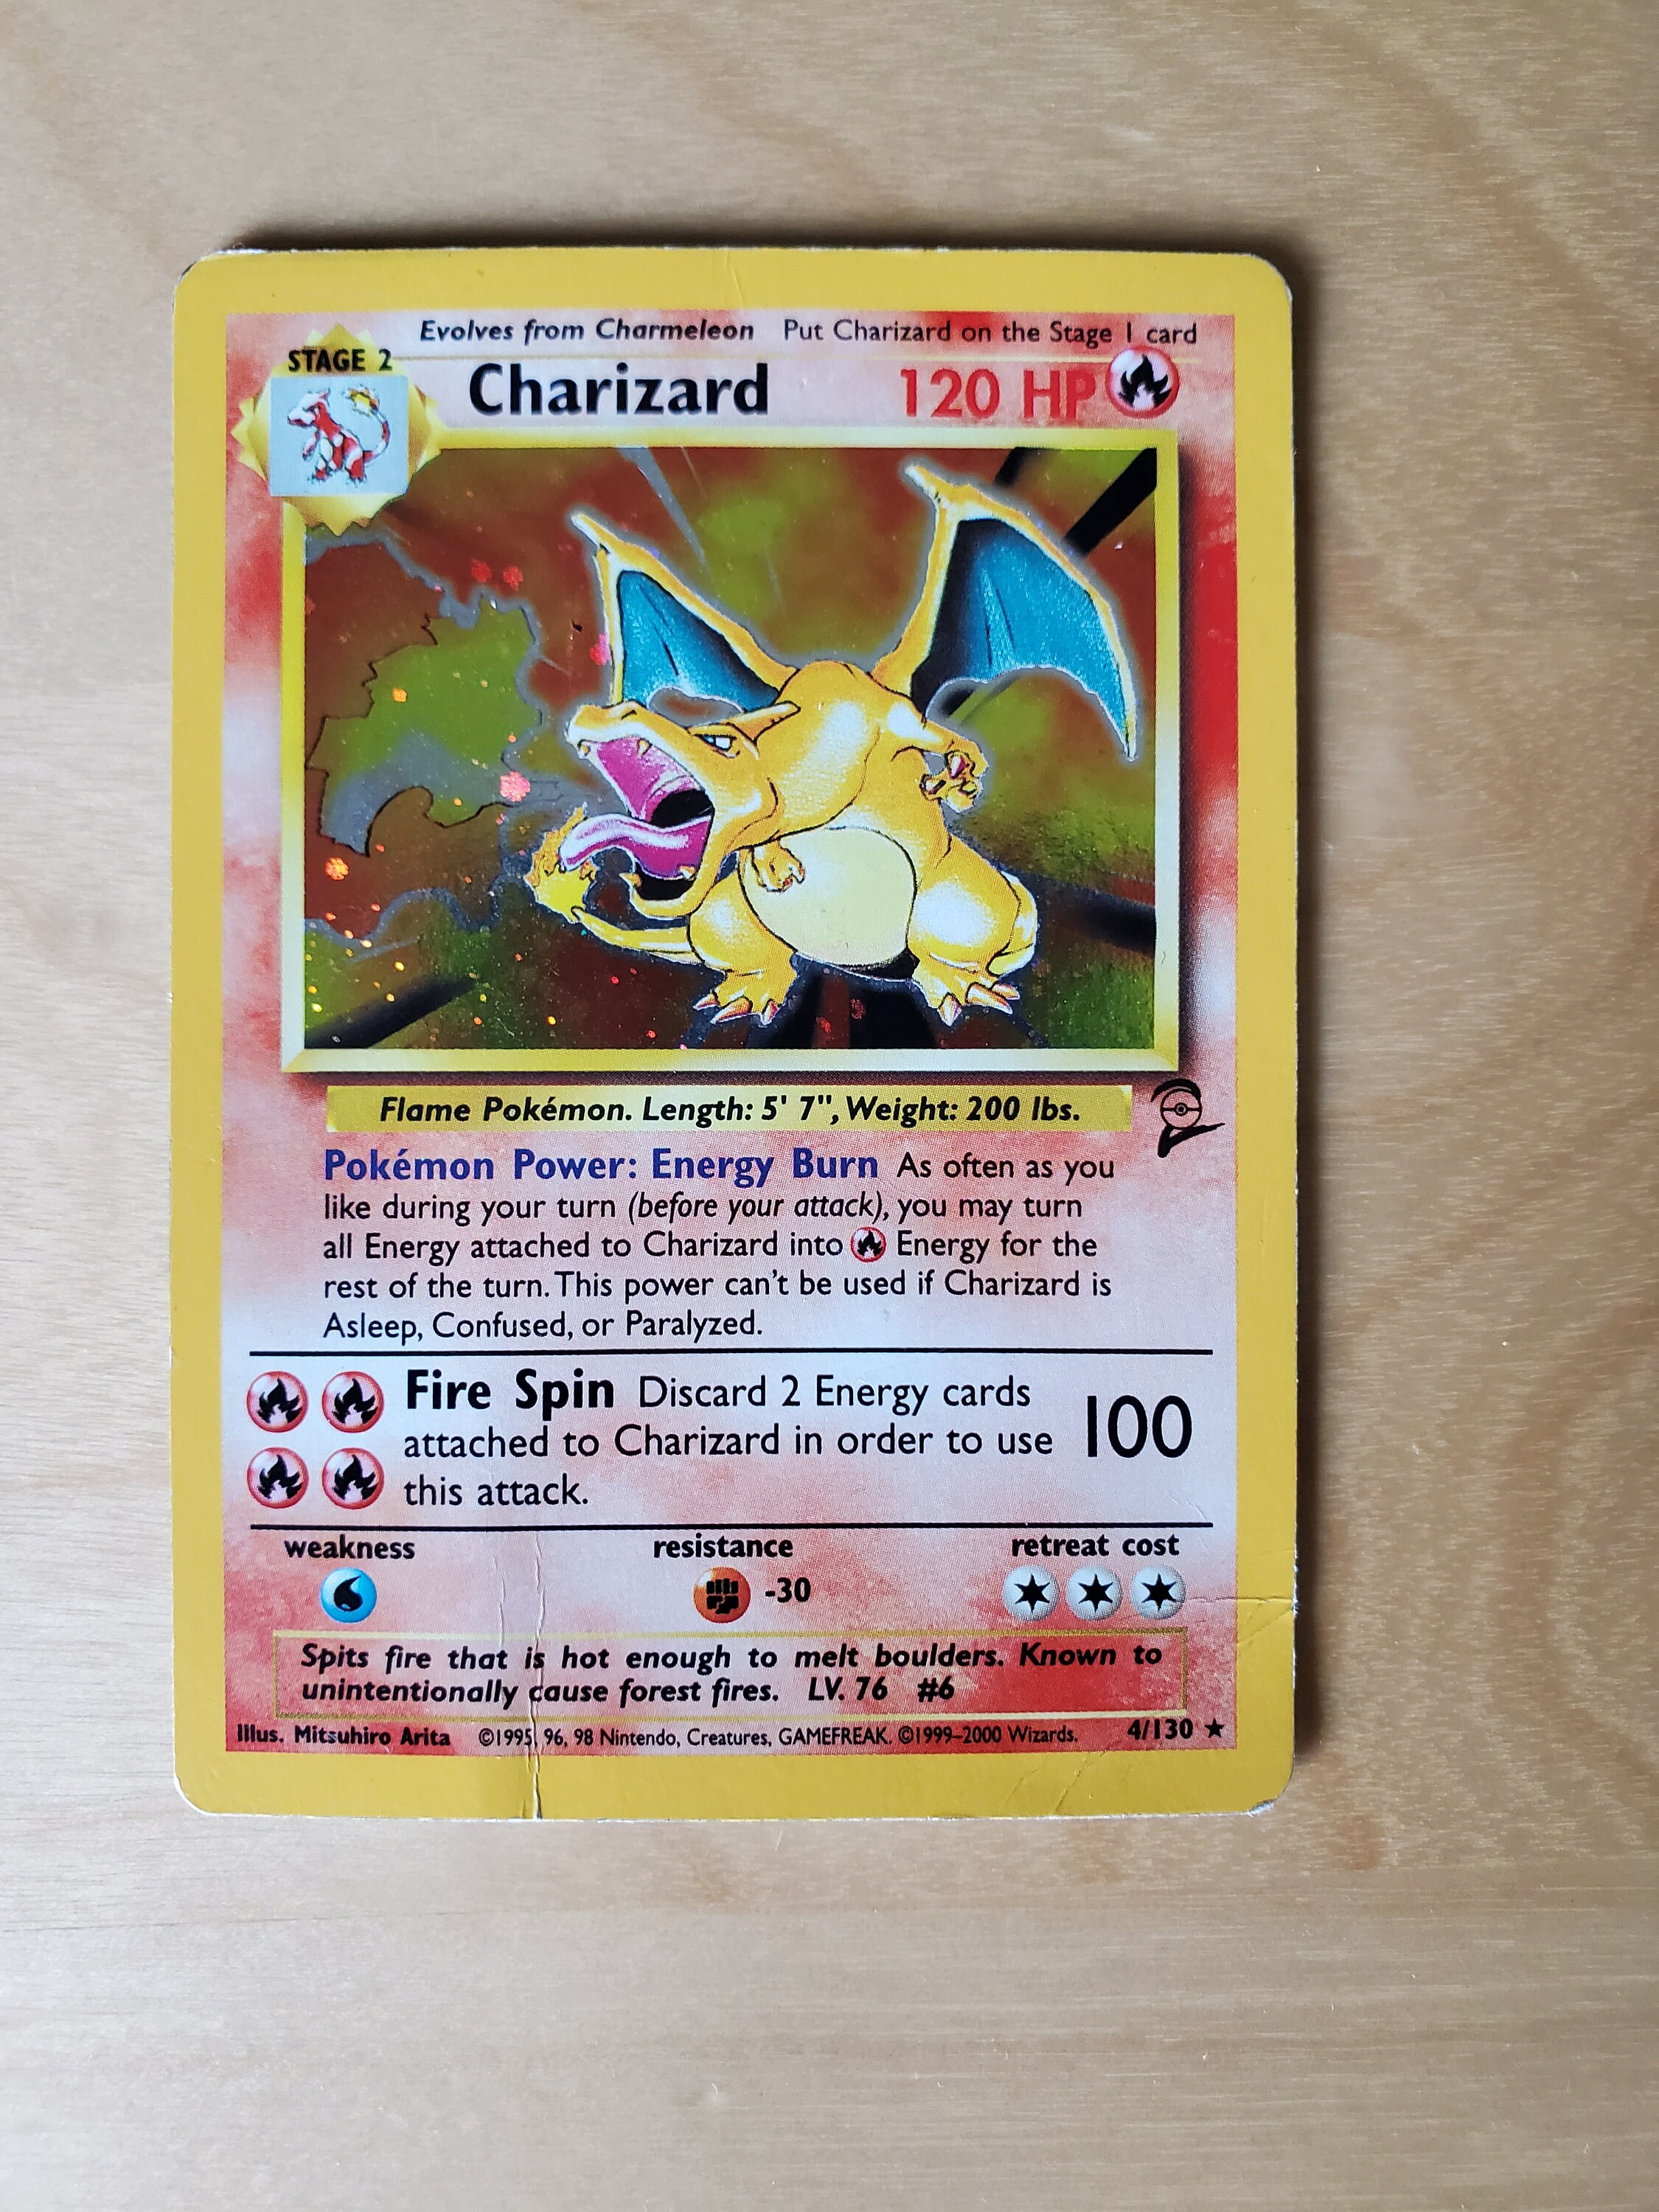 Evolves from Charmeleon Put Charizard on the Stage 1 card
STAGE 2
Charizard 120 HP
Flame Pokémon. Length: 5' 7", Weight: 200 lbs.
Pokémon Power: Energy Burn As often as you
like during your turn (before your attack), you may turn
all Energy attached to Charizard into Energy for the
rest of the turn. This power can't be used if Charizard is
Asleep, Confused, or Paralyzed.
Fire Spin Discard 2 Energy cards
attached to Charizard in order to use
this attack.
100
weakness resistance retreat cost
-30
Spits fire that is hot enough to melt boulders. Known to
unintentionally cause forest fires. LV. 76 #6
Illus. Mitsuhiro Arita ©1995, 96, 98 Nintendo, Creatures, GAMEFREAK. ©1999–2000 Wizards. 4/130 ★